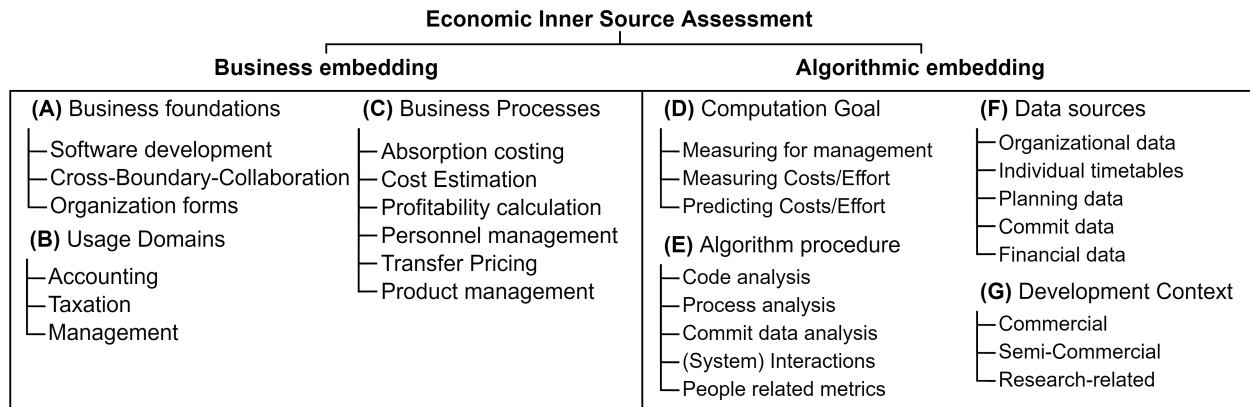 Economic Inner Source Assessment
Business embedding
(A) Business foundations
Software development
Cross-Boundary-Collaboration
Organization forms
(B) Usage Domains
Accounting
Taxation
Management
(C) Business Processes
Absorption costing
Cost Estimation
Profitability calculation
Personnel management
Transfer Pricing
Product management
Algorithmic embedding
(D) Computation Goal
Measuring for management
Measuring Costs/Effort
Predicting Costs/Effort
(E) Algorithm procedure
Code analysis
Process analysis
Commit data analysis
(System) Interactions
People related metrics
(F) Data sources
Organizational data
Individual timetables
Planning data
Commit data
Financial data
(G) Development Context
Commercial
Semi-Commercial
Research-related